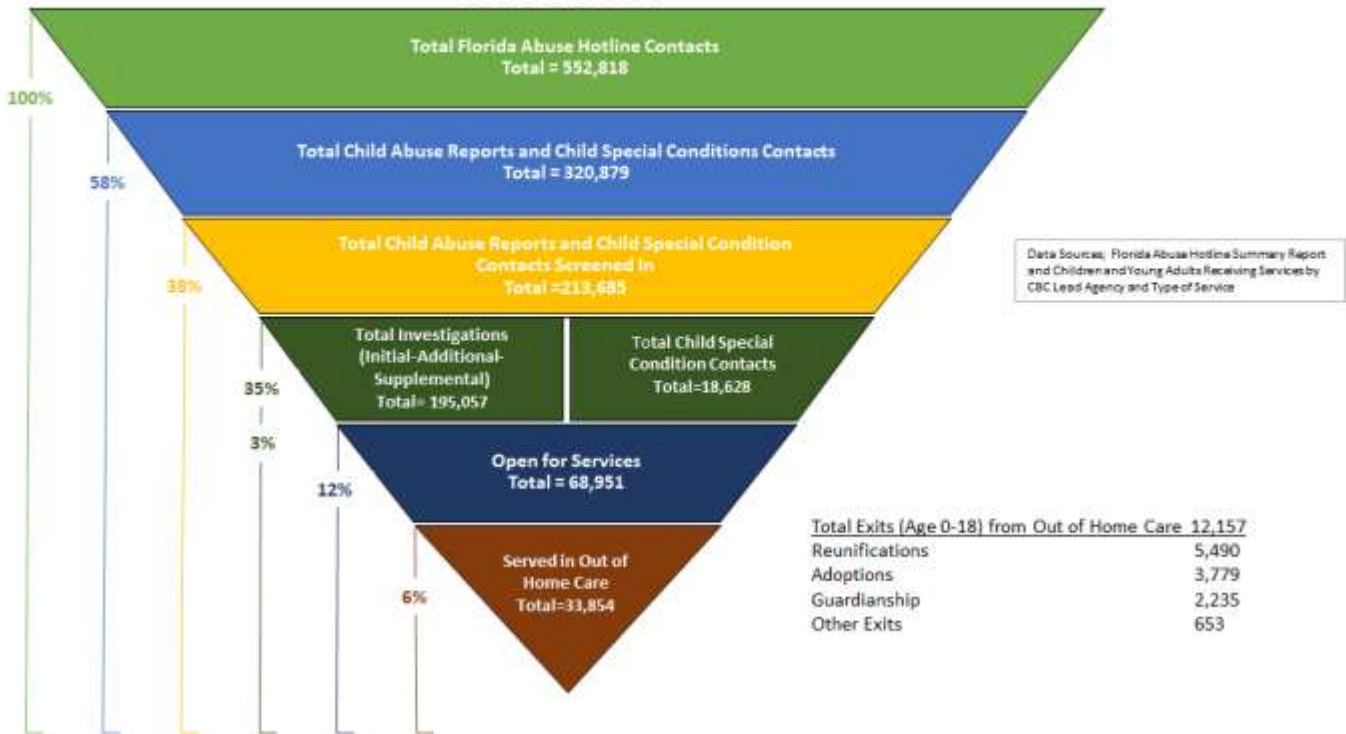 Total Florida Abuse Hotline Contacts
Total = 552,818
100%
Total Child Abuse Reports and Child Special Conditions Contacts
Total = 320,879
58%
Total Child Abuse Reports and Child Special Condition
Contacts Screened In
Total =213,685
38%
Data Sources; Florida Abuse Hotline Summary Report
and Children and Young Adults Receiving Services by
CBC Lead Agency and Type of Service
Total Investigations
(Initial-Additional-
Supplemental)
Total= 195,057
Total Child Special
Condition Contacts
Total=18,628
35%
3%
Open for Services
Total = 68,951
12%
Served in Out of
Home Care
Total=33,854
6%
Total Exits (Age 0-18) from Out of Home Care 12,157
Reunifications 5,490
Adoptions 3,779
Guardianship 2,235
Other Exits 653